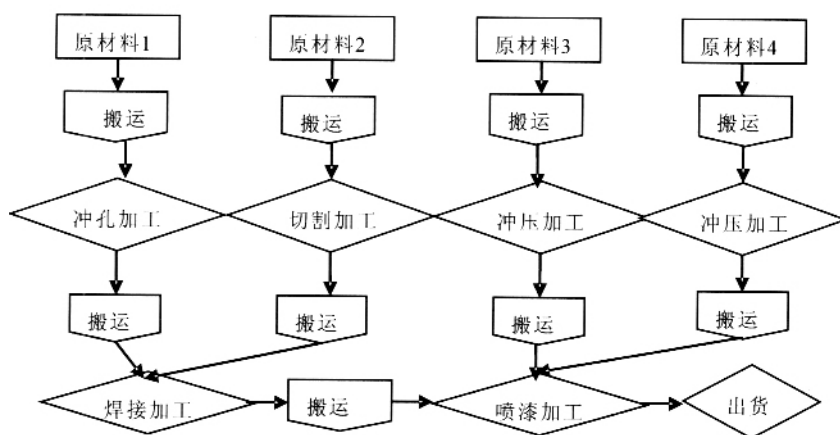 原材料1
原材料2
原材料3
原材料4
搬运
搬运
搬运
搬运
冲孔加工
切割加工
冲压加工
冲压加工
搬运
搬运
搬运
搬运
焊接加工
搬运
喷漆加工
出货